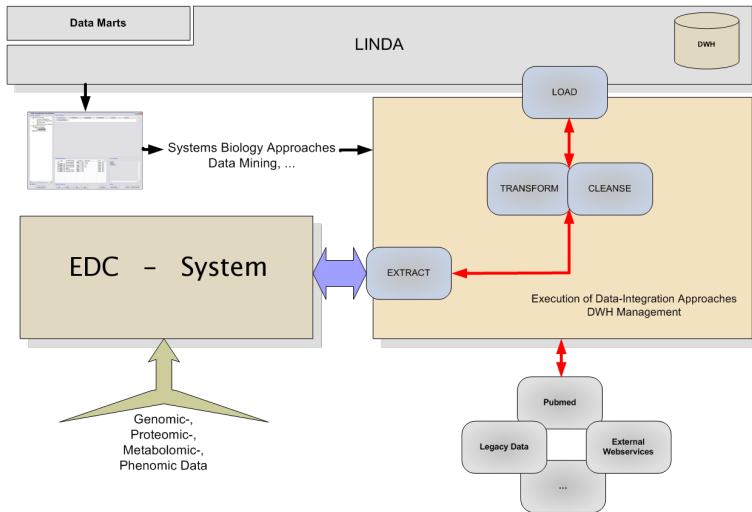 Data Marts
LINDA
DWH
LOAD
Systems Biology Approaches
Data Mining, ...
TRANSFORM
CLEANSE
EDC - System
EXTRACT
Execution of Data-Integration Approaches
DWH Management
Genomic-,
Proteomic-,
Metabolomic-,
Phenomic Data
Pubmed
Legacy Data
External
Webservices
...